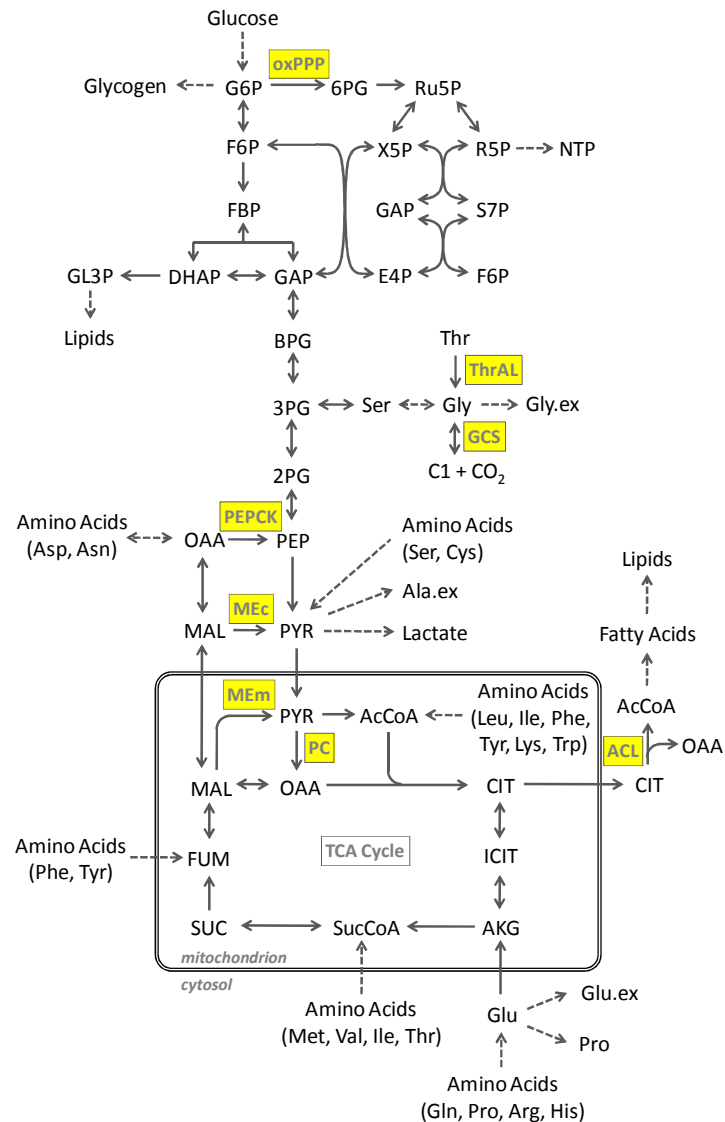 Glucose
oxPPP
Glycogen G6P 6PG Ru5P
F6P X5P R5P NTP
FBP GAP S7P
GL3P DHAP GAP E4P F6P
Lipids BPG Thr
ThrAL
3PG Ser Gly Gly.ex
GCS
2PG C1 + CO2
PEPCK
Amino Acids
(Asp, Asn)
OAA PEP
Amino Acids
(Ser, Cys)
Ala.ex
MEc
MAL PYR Lactate
Lipids
Fatty Acids
AcCoA
ACL
OAA
CIT
MEm
PYR AcCoA
Amino Acids
(Leu, Ile, Phe,
Tyr, Lys, Trp)
PC
MAL OAA CIT
Amino Acids
(Phe, Tyr)
FUM TCA Cycle ICIT
SUC SucCoA AKG
mitochondrion
cytosol
Amino Acids
(Met, Val, Ile, Thr)
Glu
Glu.ex
Pro
Amino Acids
(Gln, Pro, Arg, His)